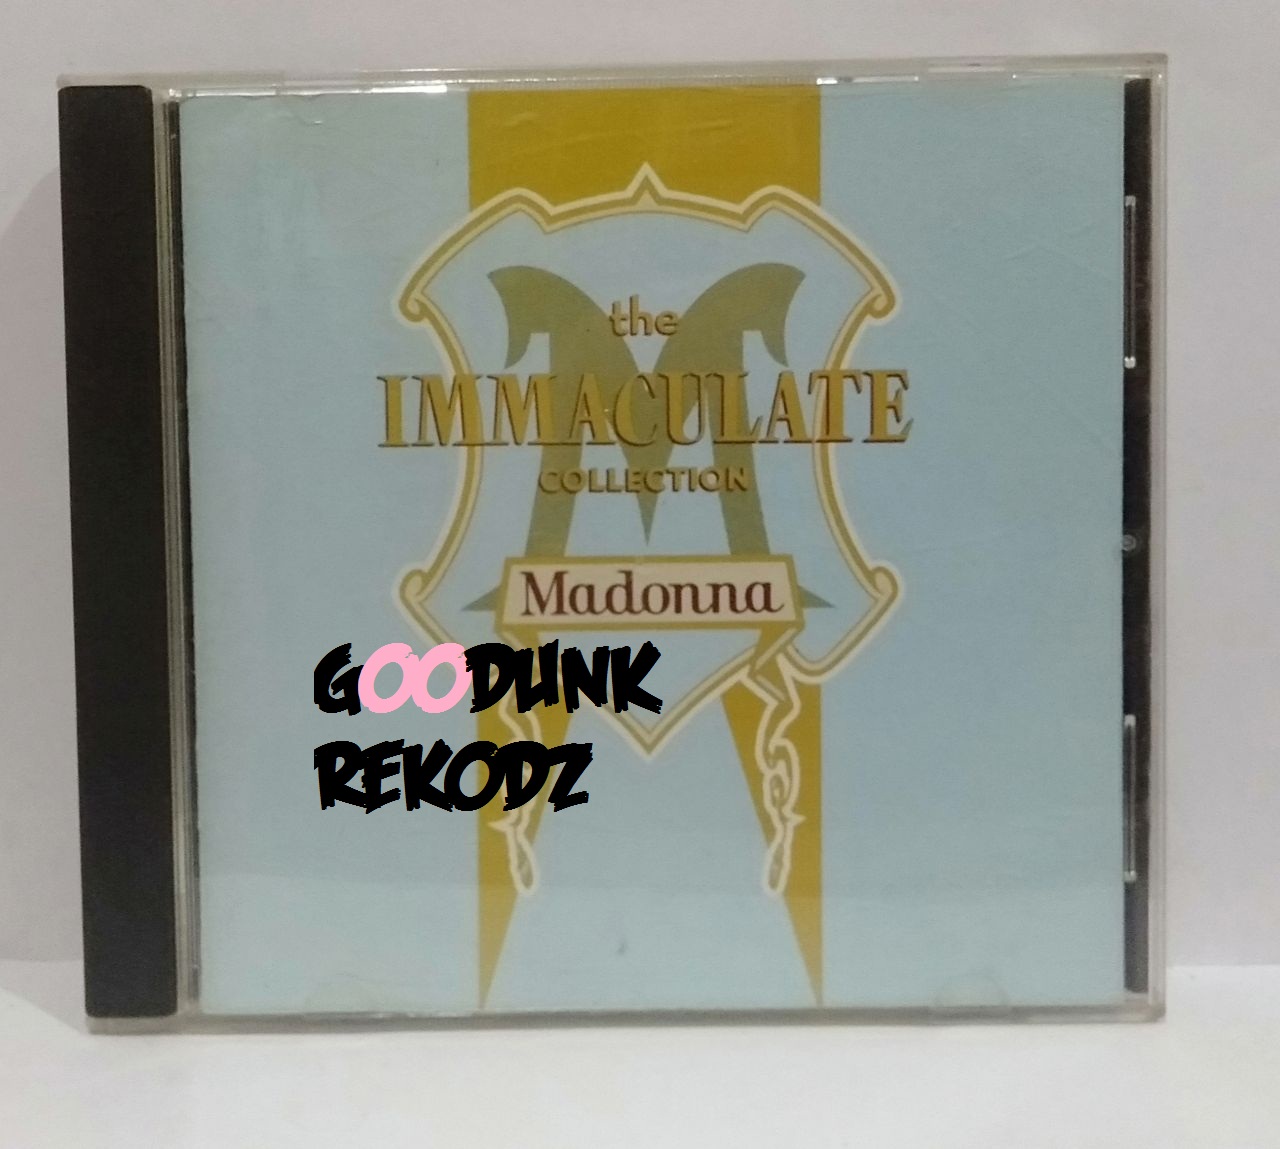 the
IMMACULATE
COLLECTION
Madonna
GOODUNK
REKODZ